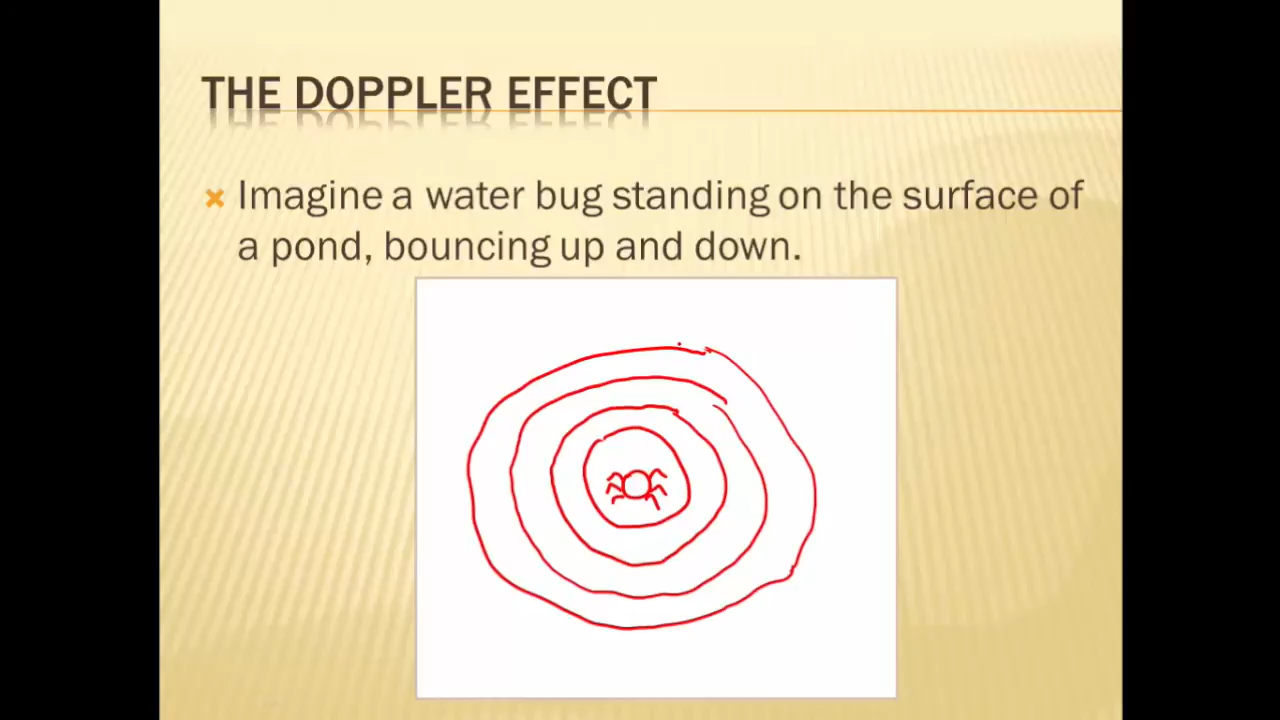 THE DOPPLER EFFECT
Imagine a water bug standing on the surface of
a pond, bouncing up and down.